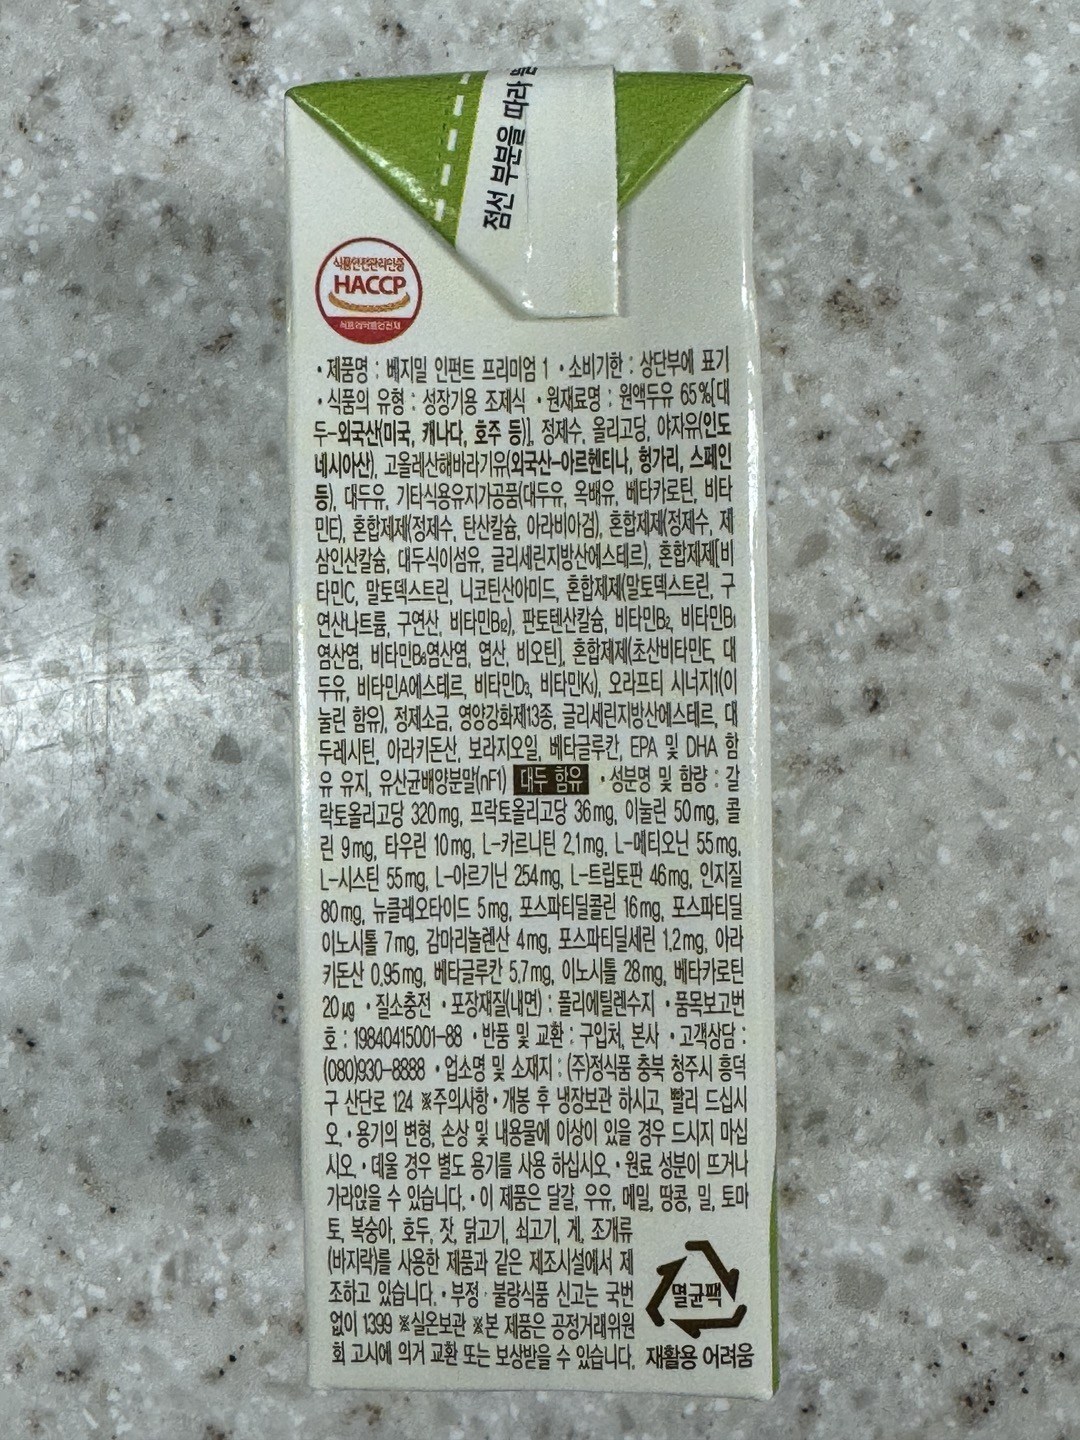 점선 부분을 따라
식품안전관리인증
HACCP
식품의약품안전처
• 제품명 : 베지밀 인펀트 프리미엄 1 • 소비기한 : 상단부에 표기
• 식품의 유형 : 성장기용 조제식 • 원재료명 : 원액두유 65%[대
두-외국산(미국, 캐나다, 호주 등)], 정제수, 올리고당, 야자유(인도
네시아산), 고올레산해바라기유(외국산-아르헨티나, 헝가리, 스페인
등), 대두유, 기타식용유지가공품(대두유, 옥배유, 베타카로틴, 비타
민E), 혼합제제(정제수, 탄산칼슘, 아라비아검), 혼합제제(정제수, 제
삼인산칼슘, 대두식이섬유, 글리세린지방산에스테르), 혼합제제[비
타민C, 말토덱스트린, 니코틴산아미드, 혼합제제(말토덱스트린, 구
연산나트륨, 구연산, 비타민B₁₂), 판토텐산칼슘, 비타민B₂, 비타민B₁
염산염, 비타민B₆염산염, 엽산, 비오틴], 혼합제제(초산비타민E, 대
두유, 비타민A에스테르, 비타민D₃, 비타민K₁), 오라프티 시너지1(이
눌린 함유), 정제소금, 영양강화제13종, 글리세린지방산에스테르, 대
두레시틴, 아라키돈산, 보라지오일, 베타글루칸, EPA 및 DHA 함
유 유지, 유산균배양분말(nF1) 대두 함유 • 성분명 및 함량 : 갈
락토올리고당 320mg, 프락토올리고당 36mg, 이눌린 50mg, 콜
린 9mg, 타우린 10mg, L-카르니틴 2.1mg, L-메티오닌 55mg,
L-시스틴 55mg, L-아르기닌 254mg, L-트립토판 46mg, 인지질
80mg, 뉴클레오타이드 5mg, 포스파티딜콜린 16mg, 포스파티딜
이노시톨 7mg, 감마리놀렌산 4mg, 포스파티딜세린 1.2mg, 아라
키돈산 0.95mg, 베타글루칸 5.7mg, 이노시톨 28mg, 베타카로틴
20㎍ • 질소충전 • 포장재질(내면) : 폴리에틸렌수지 • 품목보고번
호 : 19840415001-88 • 반품 및 교환 : 구입처, 본사 • 고객상담 :
(080)930-8888 • 업소명 및 소재지 : (주)정식품 충북 청주시 흥덕
구 산단로 124 ※주의사항 • 개봉 후 냉장보관 하시고, 빨리 드십시
오. • 용기의 변형, 손상 및 내용물에 이상이 있을 경우 드시지 마십
시오. • 데울 경우 별도 용기를 사용 하십시오. • 원료 성분이 뜨거나
가라앉을 수 있습니다. • 이 제품은 달걀, 우유, 메밀, 땅콩, 밀, 토마
토, 복숭아, 호두, 잣, 닭고기, 쇠고기, 게, 조개류
(바지락)를 사용한 제품과 같은 제조시설에서 제
조하고 있습니다. • 부정 · 불량식품 신고는 국번
없이 1399 ※실온보관 ※본 제품은 공정거래위원
회 고시에 의거 교환 또는 보상받을 수 있습니다.
멸균팩
재활용 어려움